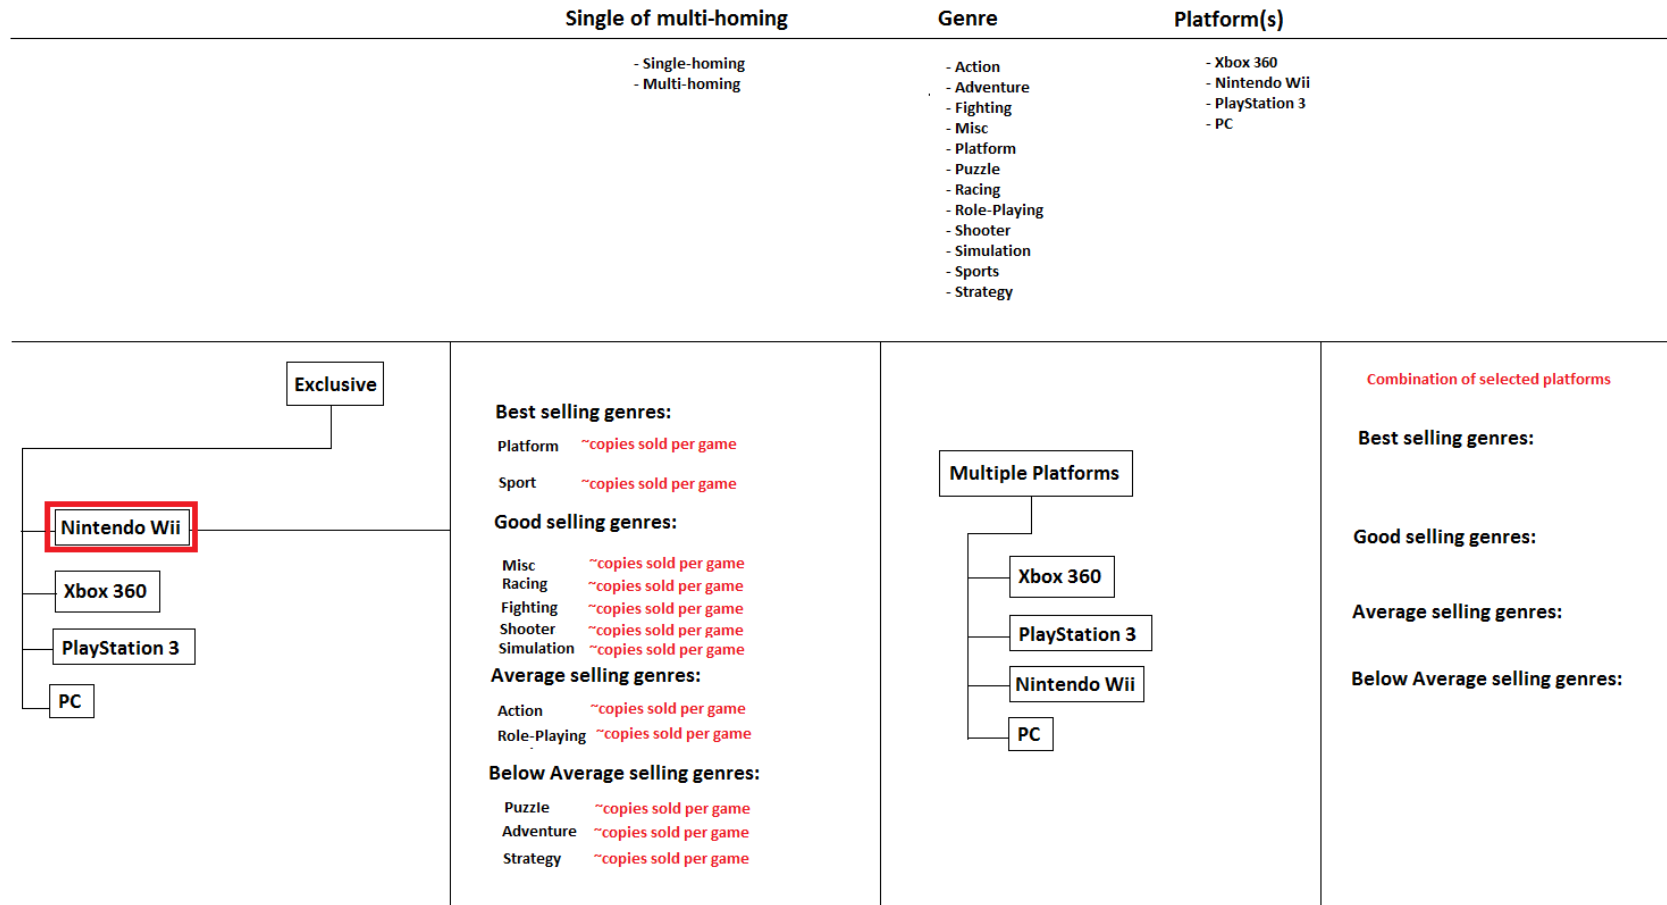 Single of multi-homing Genre Platform(s)
- Single-homing
- Multi-homing
- Action
- Adventure
- Fighting
- Misc
- Platform
- Puzzle
- Racing
- Role-Playing
- Shooter
- Simulation
- Sports
- Strategy
- Xbox 360
- Nintendo Wii
- PlayStation 3
- PC
Exclusive
Nintendo Wii
Xbox 360
PlayStation 3
PC
Best selling genres:
Platform ~copies sold per game
Sport ~copies sold per game
Good selling genres:
Misc ~copies sold per game
Racing ~copies sold per game
Fighting ~copies sold per game
Shooter ~copies sold per game
Simulation ~copies sold per game
Average selling genres:
Action ~copies sold per game
Role-Playing ~copies sold per game
Below Average selling genres:
Puzzle ~copies sold per game
Adventure ~copies sold per game
Strategy ~copies sold per game
Multiple Platforms
Xbox 360
PlayStation 3
Nintendo Wii
PC
Combination of selected platforms
Best selling genres:
Good selling genres:
Average selling genres:
Below Average selling genres: